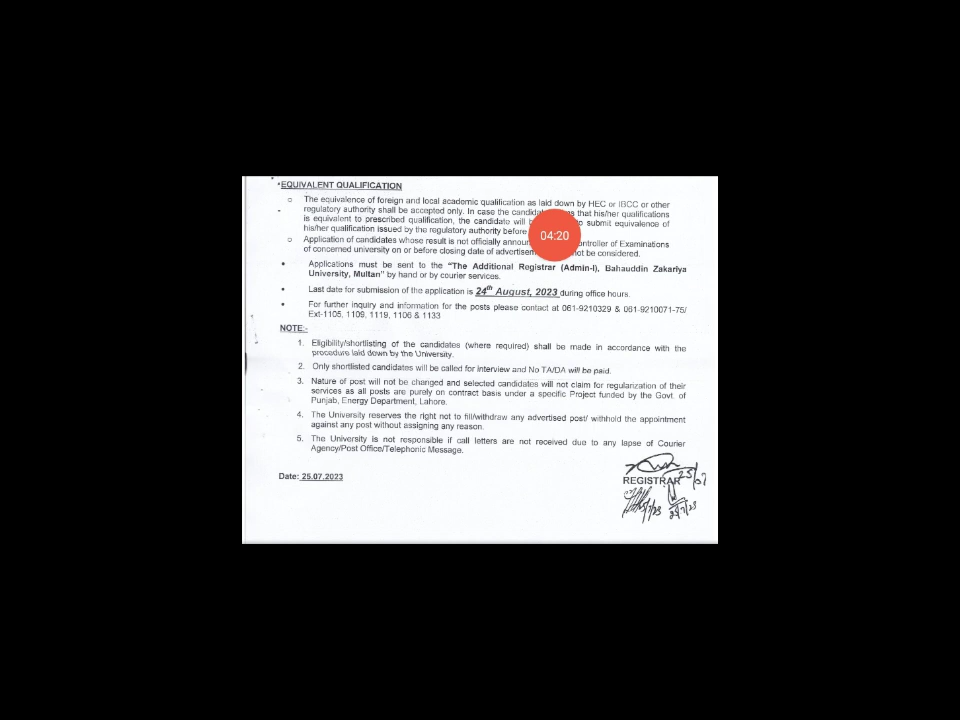 EQUIVALENT QUALIFICATION
o The equivalence of foreign and local academic qualification as laid down by HEC or IBCC or other
regulatory authority shall be accepted only. In case the that his/her qualifications
is equivalent to prescribed qualification, the candidate will to submit equivalence of
his/her qualification issued by the regulatory authority before
04:20
o Application of candidates whose result is not officially Controller of Examinations
of concerned university on or before closing date of not be considered.
• Applications must be sent to the "The Additional Registrar (Admin-I), Bahauddin Zakariya
University, Multan" by hand or by courier services.
• Last date for submission of the application is 24th August, 2023 during office hours.
• For further inquiry and information for the posts please contact at 061-9210329 & 061-9210071-75/
Ext-1105, 1109, 1119, 1106 & 1133
NOTE:-
1. Eligibility/shortlisting of the candidates (where required) shall be made in accordance with the
procedure laid down by the University.
2. Only shortlisted candidates will be called for interview and No TA/DA will be paid.
3. Nature of post will not be changed and selected candidates will not claim for regularization of their
services as all posts are purely on contract basis under a specific Project funded by the Govt. of
Punjab, Energy Department, Lahore.
4. The University reserves the right not to fill/withdraw any advertised post/ withhold the appointment
against any post without assigning any reason.
5. The University is not responsible if call letters are not received due to any lapse of Courier
Agency/Post Office/Telephonic Message.
Date: 25.07.2023
REGISTRAR